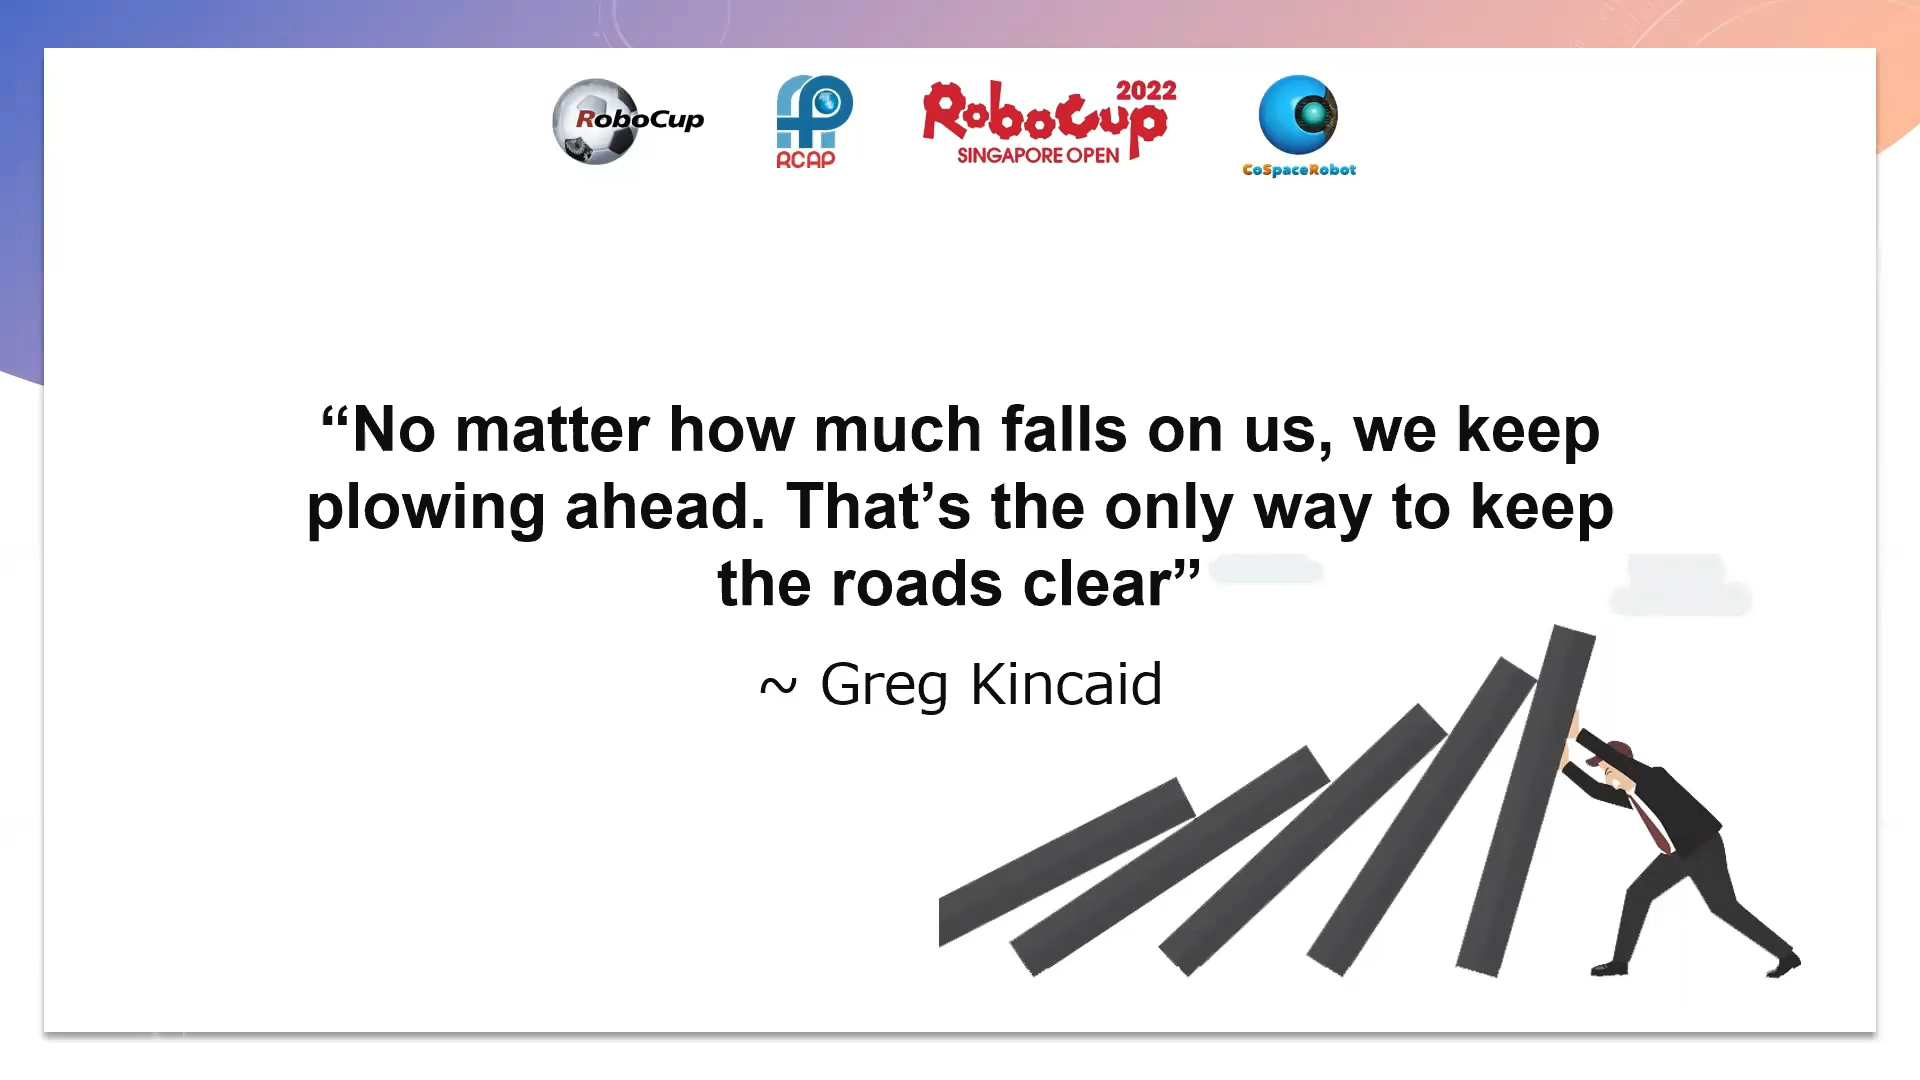 RoboCup
RCAP
RoboCup 2022
SINGAPORE OPEN
CoSpaceRobot
“No matter how much falls on us, we keep
plowing ahead. That’s the only way to keep
the roads clear”
~ Greg Kincaid